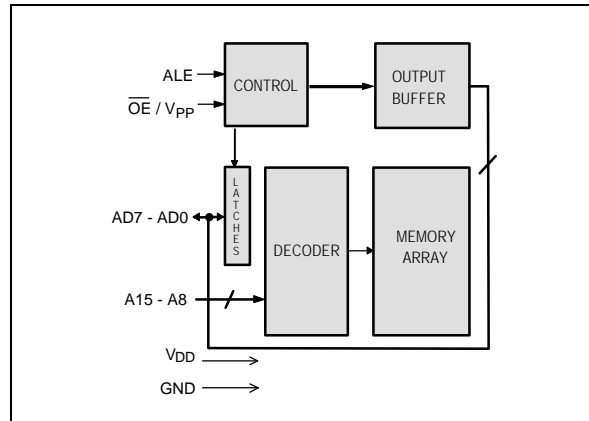 ALE
OE / VPP
CONTROL
OUTPUT
BUFFER
AD7 - AD0
LATCHES
DECODER
MEMORY
ARRAY
A15 - A8
VDD
GND